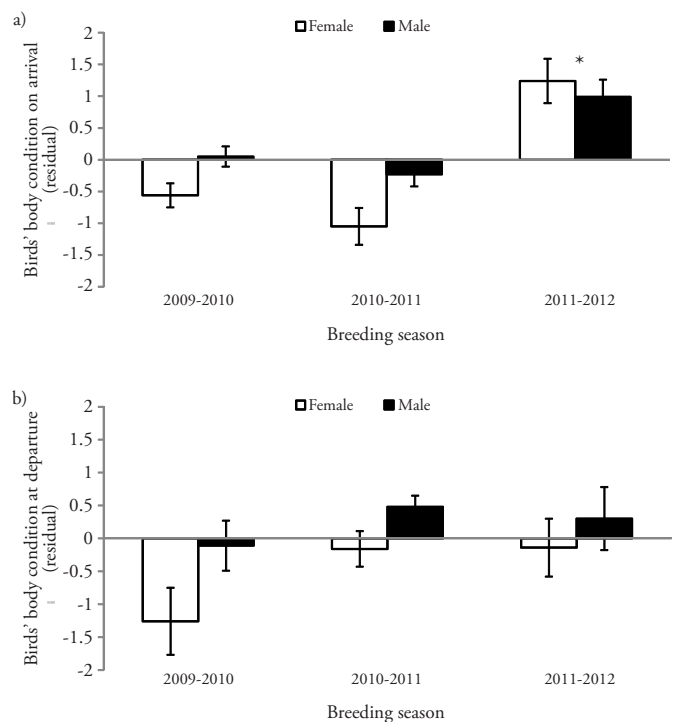 a)
Female Male
2
1.5
1
0.5
0
-0.5
-1
-1.5
-2
Birds’ body condition on arrival
(residual)
*
2009-2010 2010-2011 2011-2012
Breeding season
b)
Female Male
2
1.5
1
0.5
0
-0.5
-1
-1.5
-2
Birds’ body condition at departure
(residual)
2009-2010 2010-2011 2011-2012
Breeding season